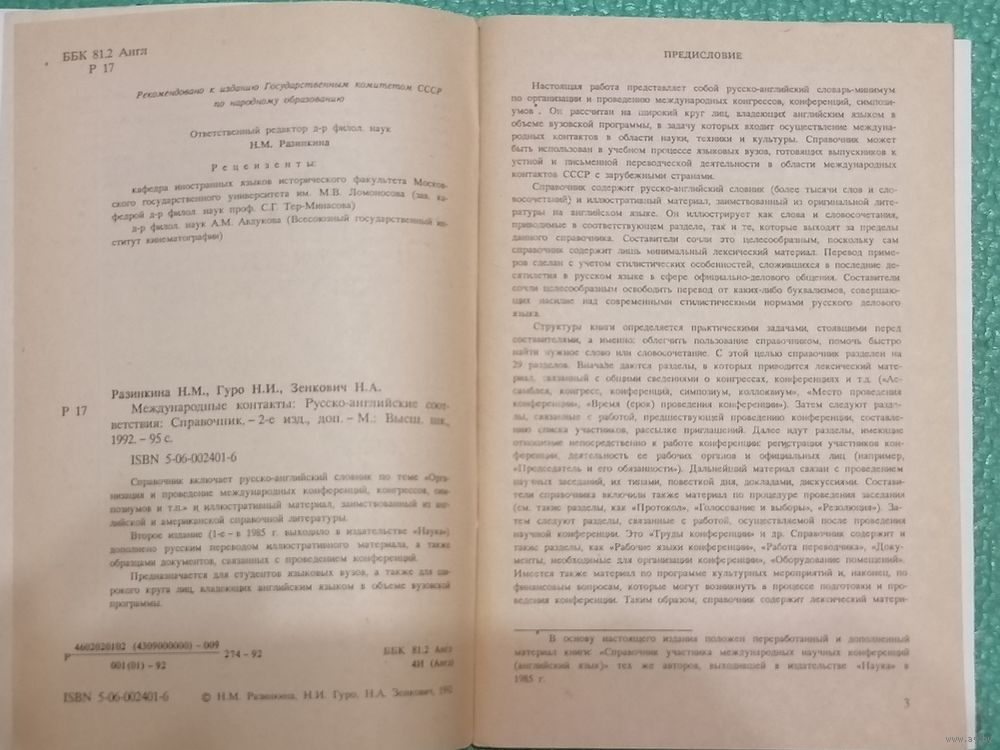 ББК 81.2 Англ
Р 17
Рекомендовано к изданию Государственным комитетом СССР
по народному образованию
Ответственный редактор д-р филол. наук
Н.М. Разинкина
Рецензенты:
кафедра иностранных языков исторического факультета Москов-
ского государственного университета им. М.В. Ломоносова (зав. ка-
федрой д-р филол. наук проф. С.Г. Тер-Минасова)
д-р филол. наук А.М. Авлукова (Всесоюзный государственный ин-
ститут кинематографии)
Разинкина Н.М., Гуро Н.И., Зенкович Н.А.
Р 17
Международные контакты: Русско-английские соот-
ветствия: Справочник. – 2-е изд., доп. – М.: Высш. шк.,
1992. – 95 с.
ISBN 5-06-002401-6
Справочник включает русско-английский словник по теме «Орга-
низация и проведение международных конференций, конгрессов, сим-
позиумов и т.п.» и иллюстративный материал, заимствованный из анг-
лийской и американской справочной литературы.
Второе издание (1-е – в 1985 г. выходило в издательстве «Наука»)
дополнено русским переводом иллюстративного материала, а также
образцами документов, связанных с проведением конференций.
Предназначается для студентов языковых вузов, а также для ши-
рокого круга лиц, владеющих английским языком в объеме вузовской
программы.
Р 4602020102 (4309000000) – 009
001(01) – 92
274 – 92
ББК 81.2 Англ
4И (Англ)
ISBN 5-06-002401-6
© Н.М. Разинкина, Н.И. Гуро, Н.А. Зенкович, 1992
ПРЕДИСЛОВИЕ
Настоящая работа представляет собой русско-английский словарь-минимум
по организации и проведению международных конгрессов, конференций, симпози-
умов*. Он рассчитан на широкий круг лиц, владеющих английским языком в
объеме вузовской программы, в задачу которых входит осуществление междуна-
родных контактов в области науки, техники и культуры. Справочник может
быть использован в учебном процессе языковых вузов, готовящих выпускников к
устной и письменной переводческой деятельности в области международных
контактов СССР с зарубежными странами.
Справочник содержит русско-английский словник (более тысячи слов и сло-
восочетаний) и иллюстративный материал, заимствованный из оригинальной лите-
ратуры на английском языке. Он иллюстрирует как слова и словосочетания,
приводимые в соответствующем разделе, так и те, которые выходят за пределы
данного справочника. Составители сочли это целесообразным, поскольку сам
справочник содержит лишь минимальный лексический материал. Перевод приме-
ров сделан с учетом стилистических особенностей, сложившихся в последние де-
сятилетия в русском языке в сфере официально-делового общения. Составители
сочли целесообразным освободить перевод от каких-либо буквализмов, совершаю-
щих насилие над современными стилистическими нормами русского делового
языка.
Структура книги определяется практическими задачами, стоявшими перед
составителями, а именно: облегчить пользование справочником, помочь быстро
найти нужное слово или словосочетание. С этой целью справочник разделен на
29 разделов. Вначале даются разделы, в которых приводится лексический мате-
риал, связанный с общими сведениями о конгрессах, конференциях и т.д. («Ас-
самблея, конгресс, конференция, симпозиум, коллоквиум», «Место проведения
конференции», «Время (срок) проведения конференции»). Затем следуют разде-
лы, связанные с работой, предшествующей проведению конференции, составле-
нию списка участников, рассылке приглашений. Далее идут разделы, имеющие
отношение непосредственно к работе конференции: регистрация участников кон-
ференции, деятельность ее рабочих органов и официальных лиц (например,
«Председатель и его обязанности»). Дальнейший материал связан с проведением
научных заседаний, их типами, повесткой дня, докладами, дискуссиями. Состави-
тели справочника включили также материал по процедуре проведения заседания
(см. такие разделы, как «Протокол», «Голосование и выборы», «Резолюция»). За-
тем следуют разделы, связанные с работой, осуществляемой после проведения
научной конференции. Это «Труды конференции» и др. Справочник содержит и
такие разделы, как «Рабочие языки конференции», «Работа переводчика», «Доку-
менты, необходимые для организации конференции», «Оборудование помещений».
Имеется также материал по программе культурных мероприятий и, наконец, по
финансовым вопросам, которые могут возникнуть в процессе подготовки и про-
ведения конференции. Таким образом, справочник содержит лексический матери-
* В основу настоящего издания положен переработанный и дополненный
материал книги: «Справочник участника международных научных конференций
(английский язык)» тех же авторов, вышедшей в издательстве «Наука» в
1985 г.
3